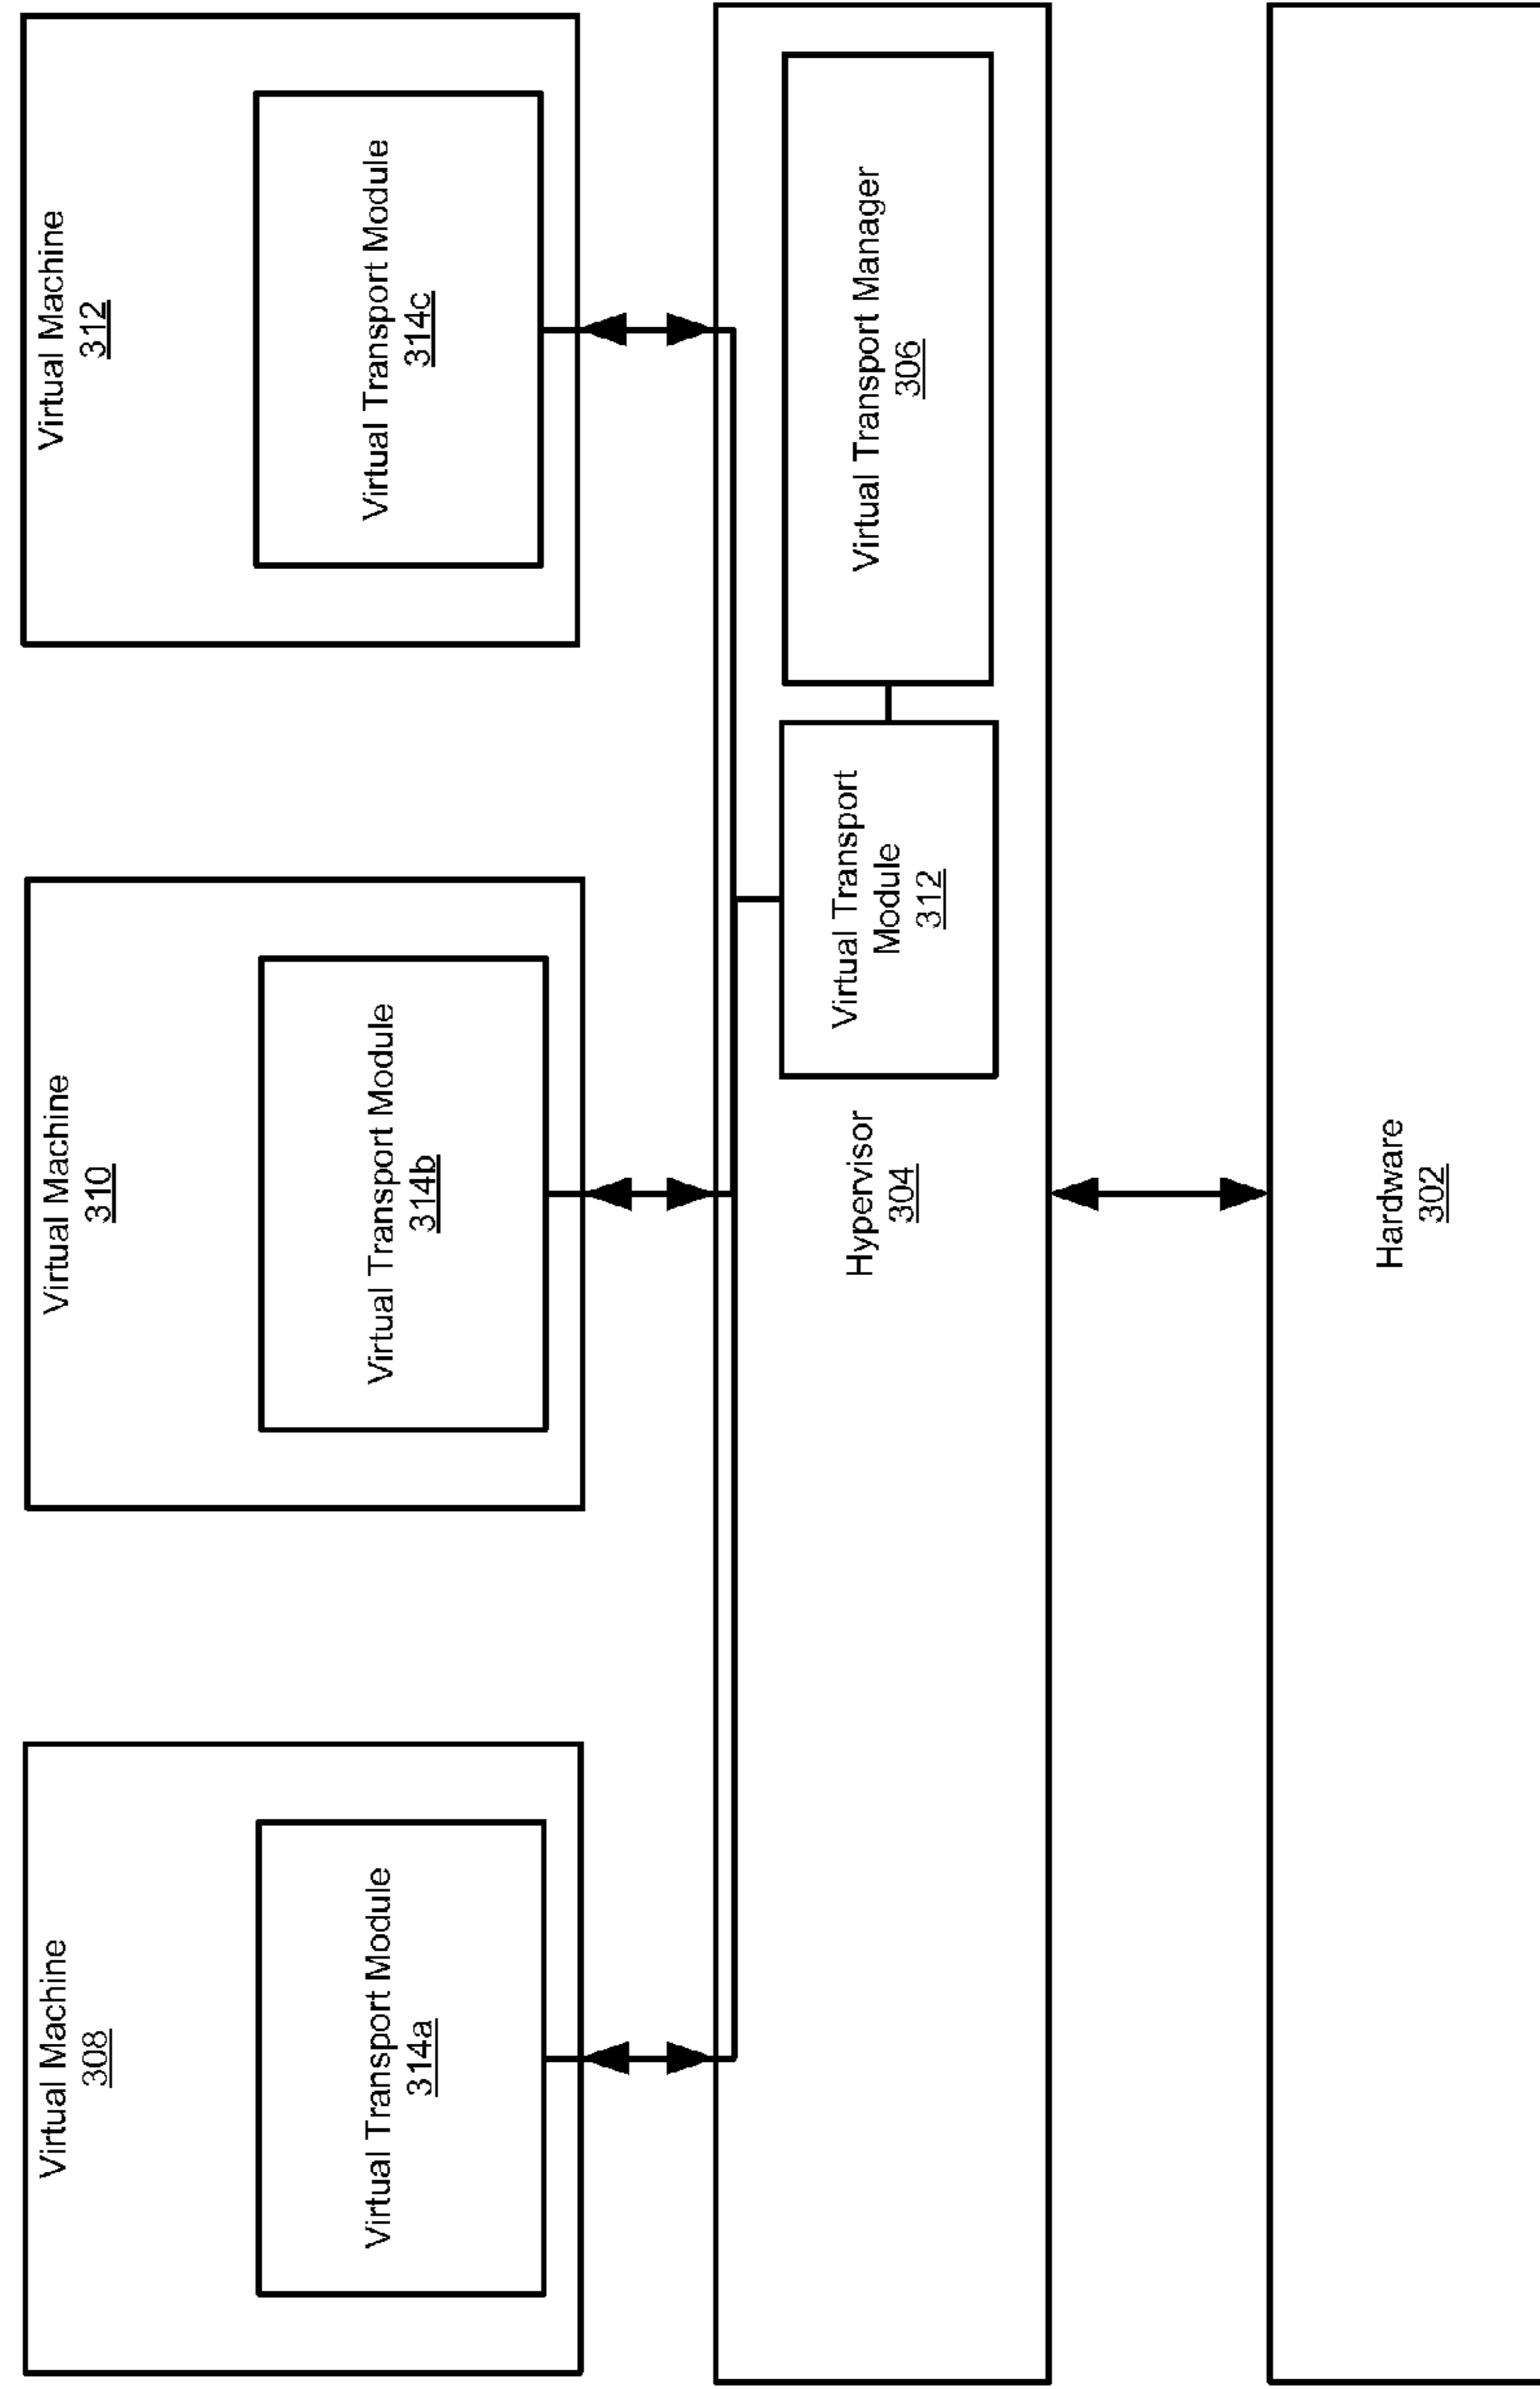 Virtual Machine
308
Virtual Transport Module
314a
Virtual Machine
310
Virtual Transport Module
314b
Virtual Machine
312
Virtual Transport Module
314c
Hypervisor
304
Virtual Transport
Module
312
Virtual Transport Manager
306
Hardware
302